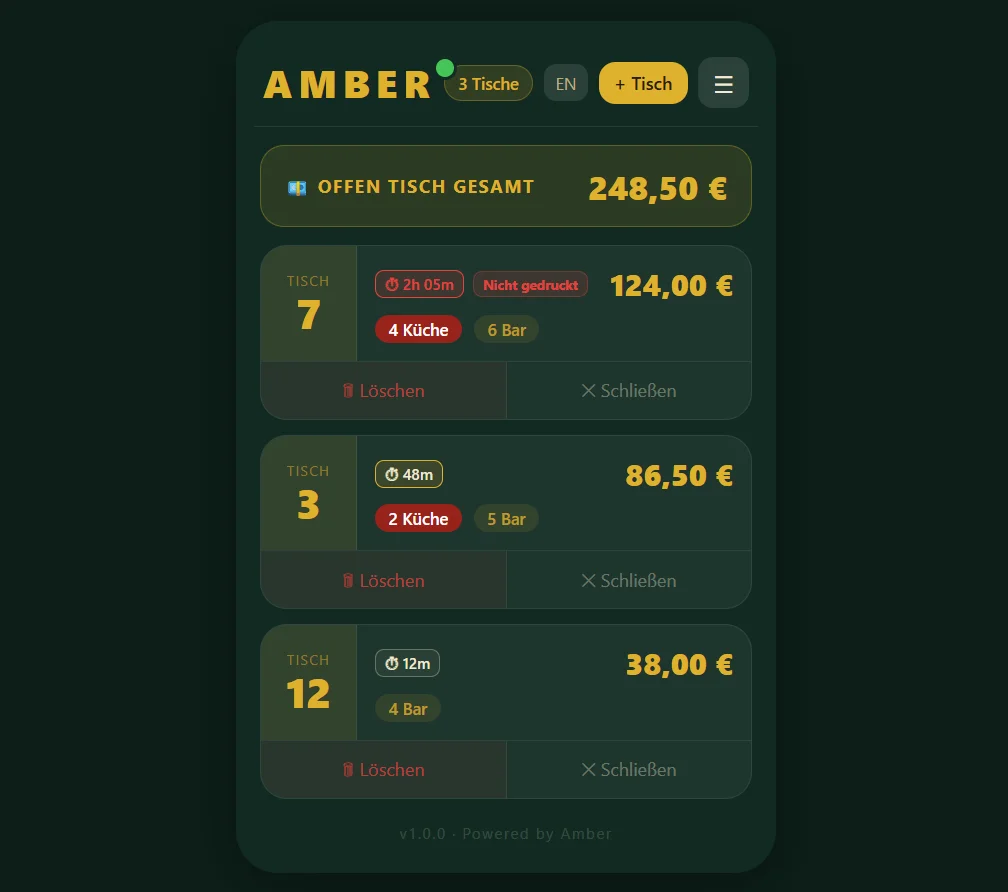 AMBER 3 Tische EN + Tisch
OFFEN TISCH GESAMT 248,50 €
TISCH
7
2h 05m Nicht gedruckt 124,00 €
4 Küche 6 Bar
Löschen Schließen
TISCH
3
48m 86,50 €
2 Küche 5 Bar
Löschen Schließen
TISCH
12
12m 38,00 €
4 Bar
Löschen Schließen
v1.0.0 · Powered by Amber